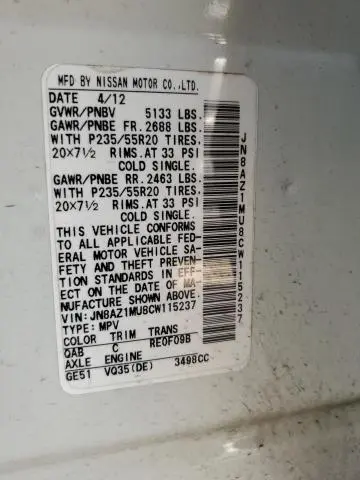 MFD BY NISSAN MOTOR CO.,LTD.
DATE 4/12
GVWR/PNBV 5133 LBS.
GAWR/PNBE FR. 2688 LBS.
WITH P235/55R20 TIRES.
20×7½ RIMS. AT 33 PSI
COLD SINGLE.
GAWR/PNBE RR. 2463 LBS.
WITH P235/55R20 TIRES.
20×7½ RIMS. AT 33 PSI
COLD SINGLE.
THIS VEHICLE CONFORMS
TO ALL APPLICABLE FED-
ERAL MOTOR VEHICLE SA-
FETY AND THEFT PREVEN-
TION STANDARDS IN EFF-
ECT ON THE DATE OF MA-
NUFACTURE SHOWN ABOVE.
VIN: JN8AZ1MU8CW115237
TYPE: MPV
COLOR TRIM TRANS
QAB C RE0F09B
AXLE ENGINE
GE51 VQ35(DE) 3498CC
JN8AZ1MU8CW115237